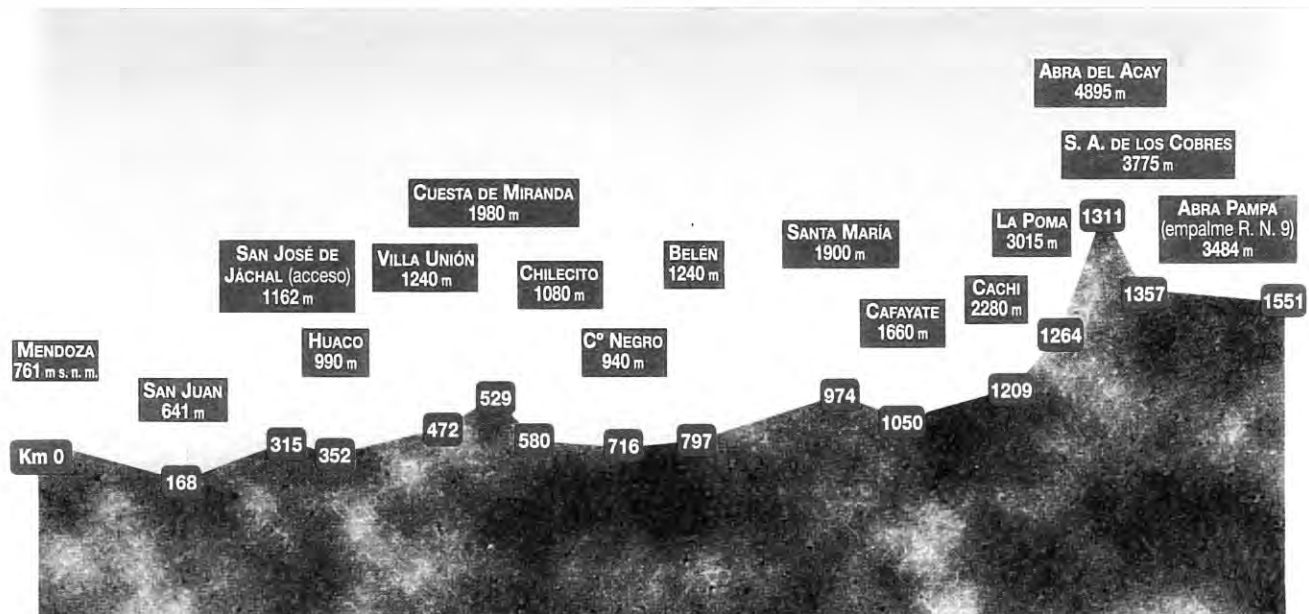 MENDOZA
761 m s. n. m.
Km 0
SAN JUAN
641 m
168
SAN JOSÉ DE
JÁCHAL (acceso)
1162 m
315
HUACO
990 m
352
VILLA UNIÓN
1240 m
472
CUESTA DE MIRANDA
1980 m
529
CHILECITO
1080 m
580
Cº NEGRO
940 m
716
BELÉN
1240 m
797
SANTA MARÍA
1900 m
974
CAFAYATE
1660 m
1050
CACHI
2280 m
1209
LA POMA
3015 m
1264
ABRA DEL ACAY
4895 m
1311
S. A. DE LOS COBRES
3775 m
1357
ABRA PAMPA
(empalme R. N. 9)
3484 m
1551